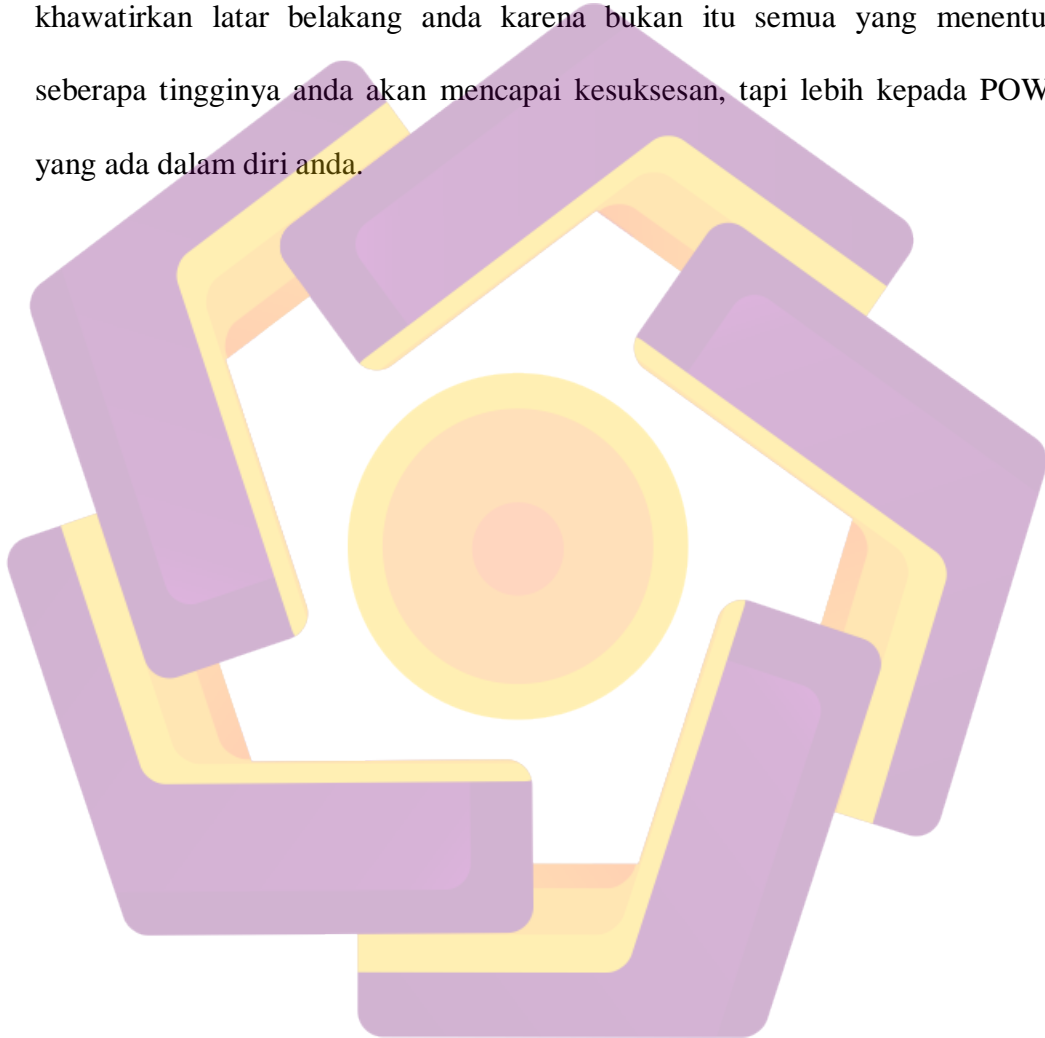 khawatirkan latar belakang anda karena bukan itu semua yang menentu
seberapa tingginya anda akan mencapai kesuksesan, tapi lebih kepada POW
yang ada dalam diri anda.